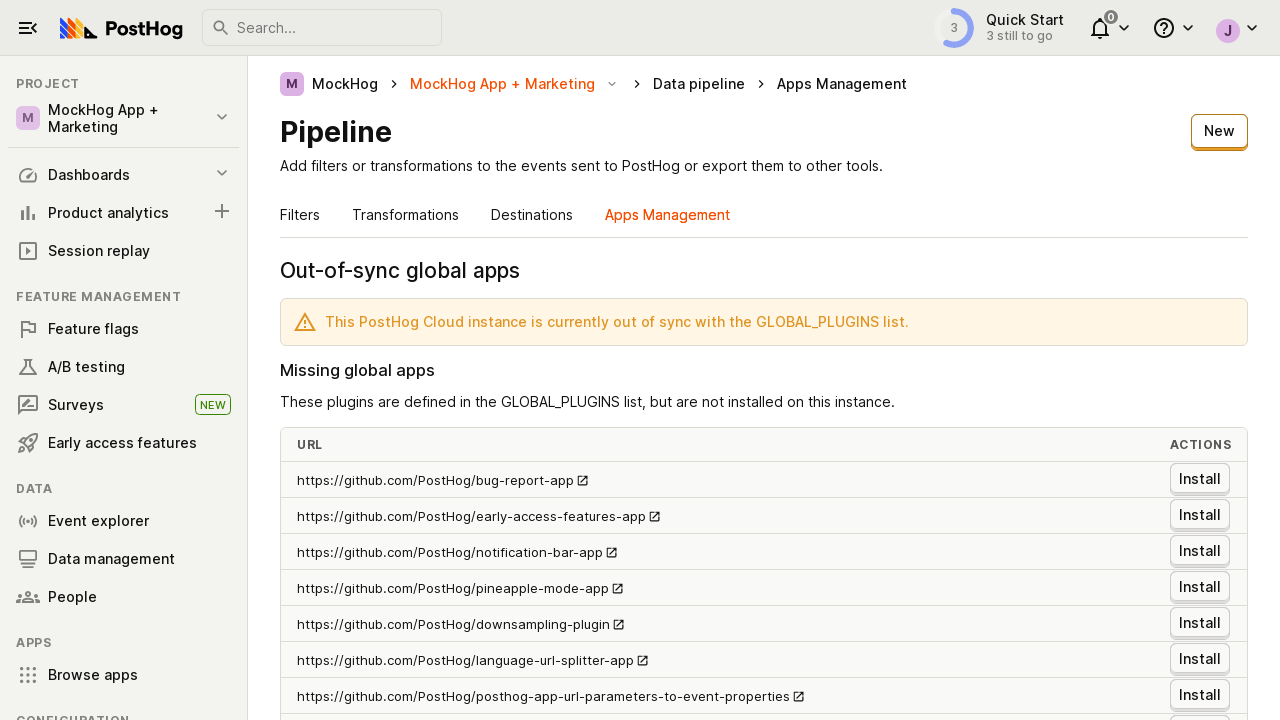 PostHog
Search...
3
Quick Start
3 still to go
0
J
PROJECT
M
MockHog App +
Marketing
Dashboards
Product analytics
Session replay
FEATURE MANAGEMENT
Feature flags
A/B testing
Surveys
NEW
Early access features
DATA
Event explorer
Data management
People
APPS
Browse apps
CONFIGURATION
M
MockHog
MockHog App + Marketing
Data pipeline
Apps Management
Pipeline
New
Add filters or transformations to the events sent to PostHog or export them to other tools.
Filters
Transformations
Destinations
Apps Management
Out-of-sync global apps
This PostHog Cloud instance is currently out of sync with the GLOBAL_PLUGINS list.
Missing global apps
These plugins are defined in the GLOBAL_PLUGINS list, but are not installed on this instance.
URL
ACTIONS
https://github.com/PostHog/bug-report-app
Install
https://github.com/PostHog/early-access-features-app
Install
https://github.com/PostHog/notification-bar-app
Install
https://github.com/PostHog/pineapple-mode-app
Install
https://github.com/PostHog/downsampling-plugin
Install
https://github.com/PostHog/language-url-splitter-app
Install
https://github.com/PostHog/posthog-app-url-parameters-to-event-properties
Install